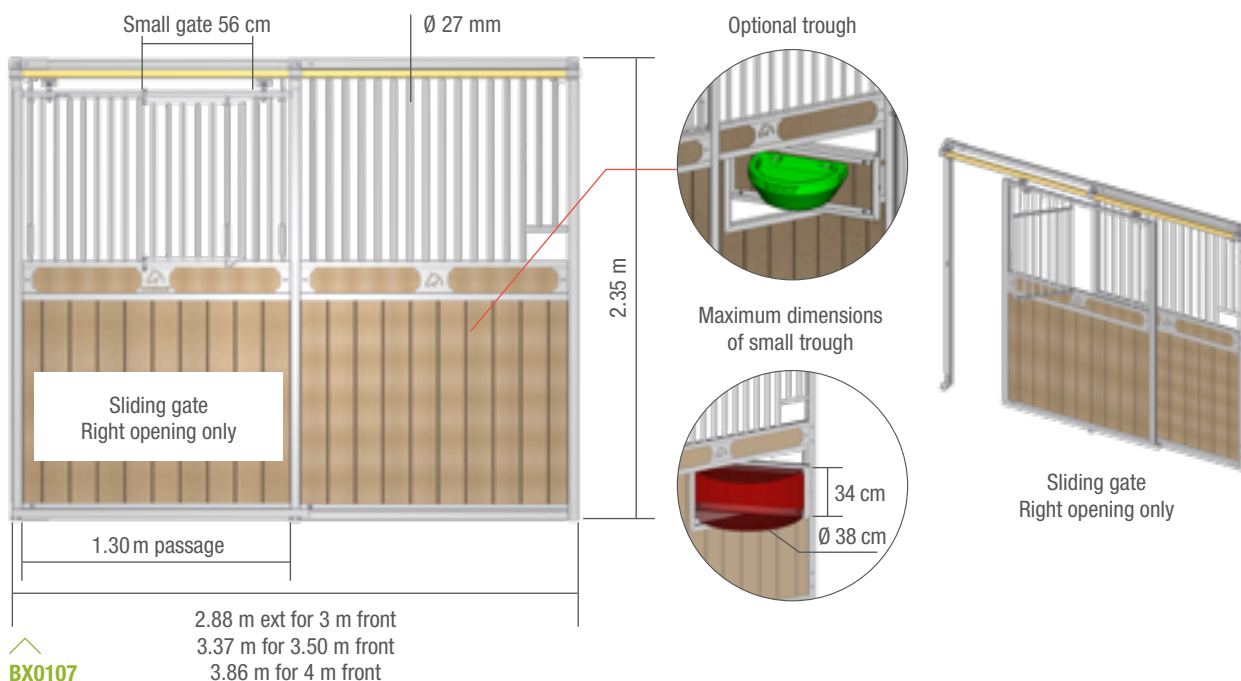 Small gate 56 cm
Ø 27 mm
Optional trough
2.35 m
Maximum dimensions
of small trough
Sliding gate
Right opening only
34 cm
Ø 38 cm
Sliding gate
Right opening only
1.30 m passage
2.88 m ext for 3 m front
3.37 m for 3.50 m front
3.86 m for 4 m front
BX0107